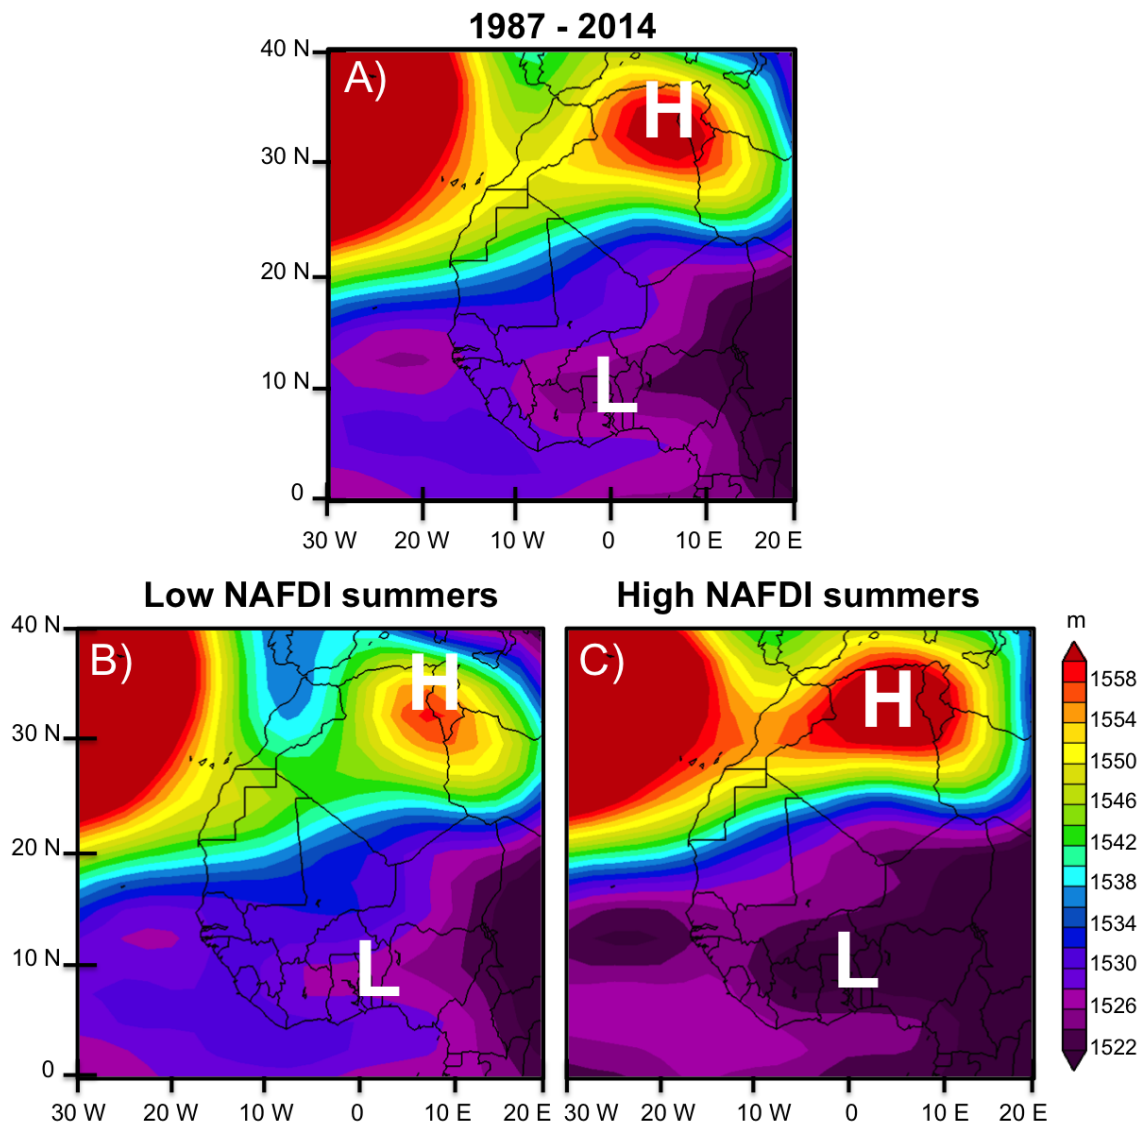 1987 - 2014
40 N
A)
H
30 N
20 N
10 N
L
0
30 W 20 W 10 W 0 10 E 20 E
Low NAFDI summers
High NAFDI summers
40 N
B)
H
30 N
20 N
10 N
L
0
30 W 20 W 10 W 0 10 E 20 E
C)
H
L
30 W 20 W 10 W 0 10 E 20 E
m
1558
1554
1550
1546
1542
1538
1534
1530
1526
1522